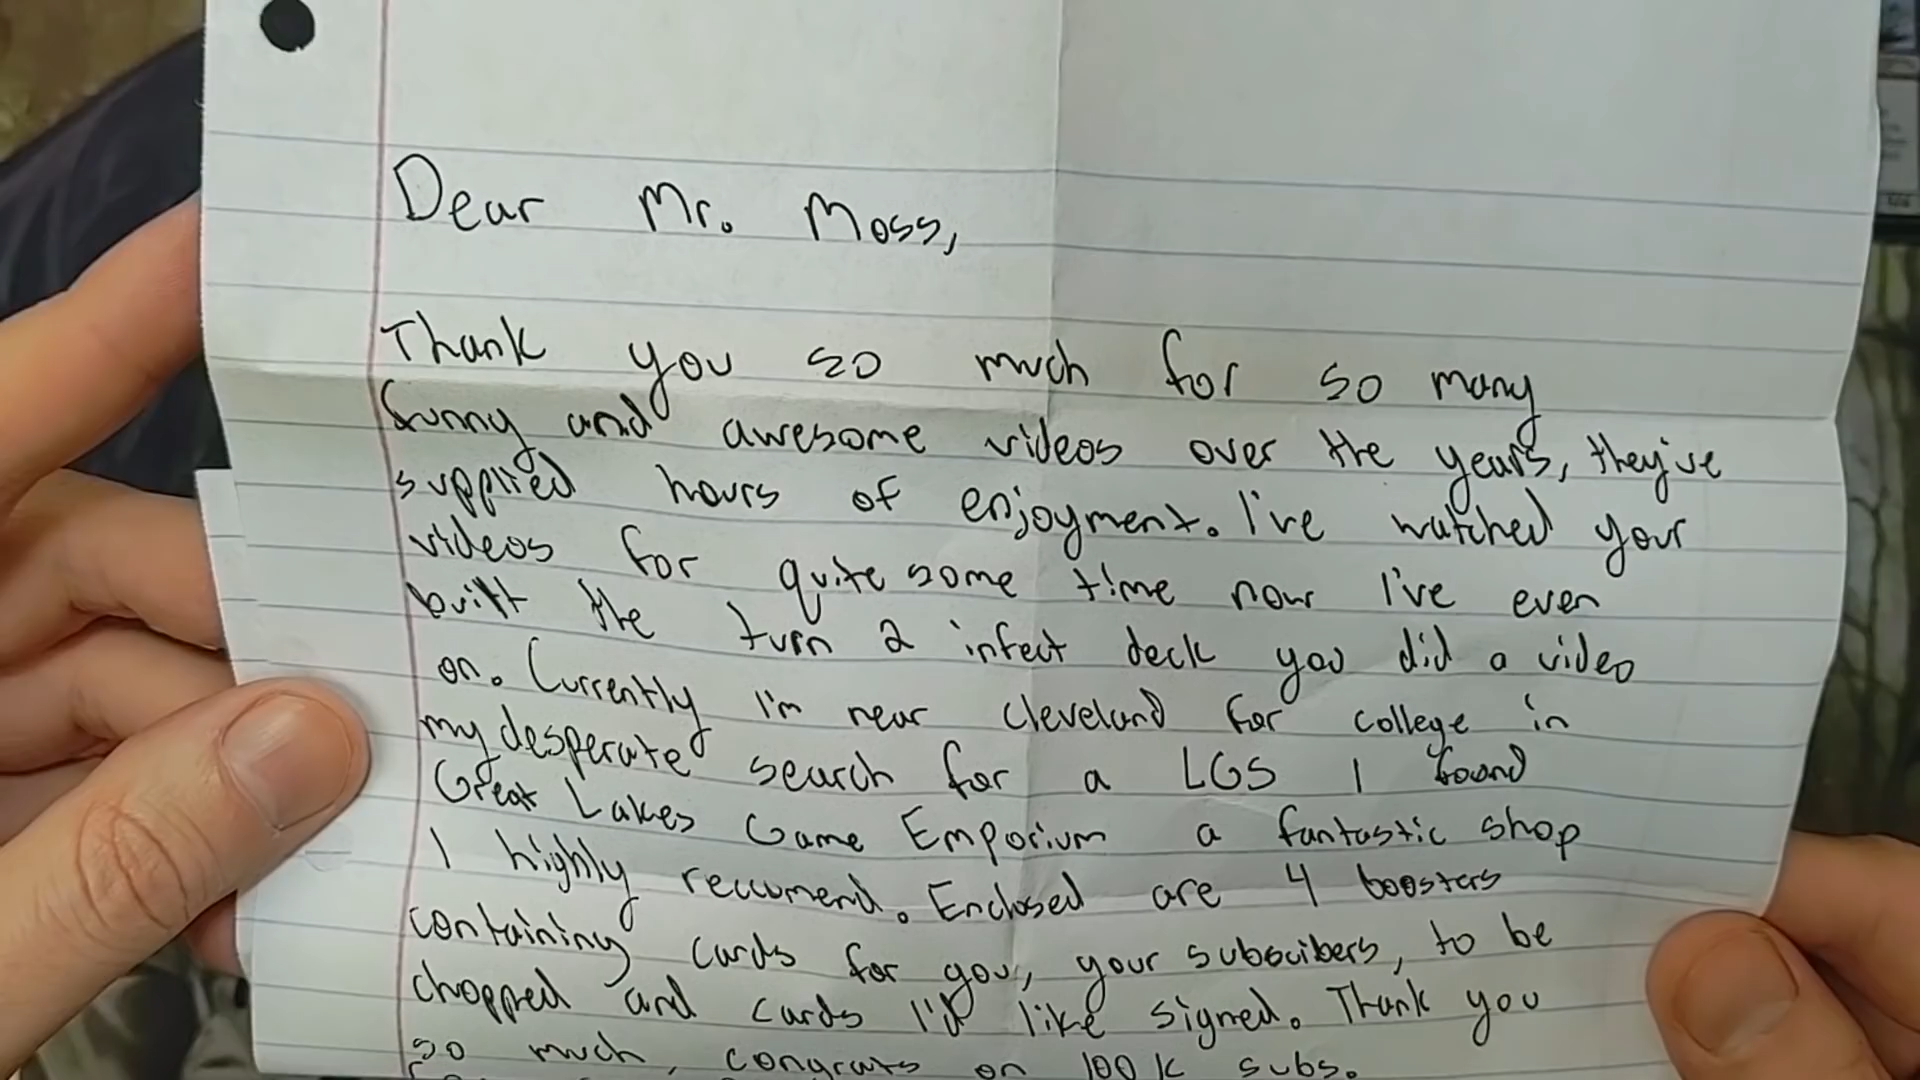 Dear Mr. Moss,
Thank you so much for so many
funny and awesome videos over the years, they've
supplied hours of enjoyment. I've watched your
videos for quite some time now I've even
built the turn 2 infect deck you did a video
on. Currently I'm near Cleveland for college in
my desperate search for a LGS I found
Great Lakes Game Emporium a fantastic shop
I highly reccomend. Enclosed are 4 boosters
containing cards for you, your subscibers, to be
chopped and cards I'd like signed. Thank you
so much, congrats on 100K subs.